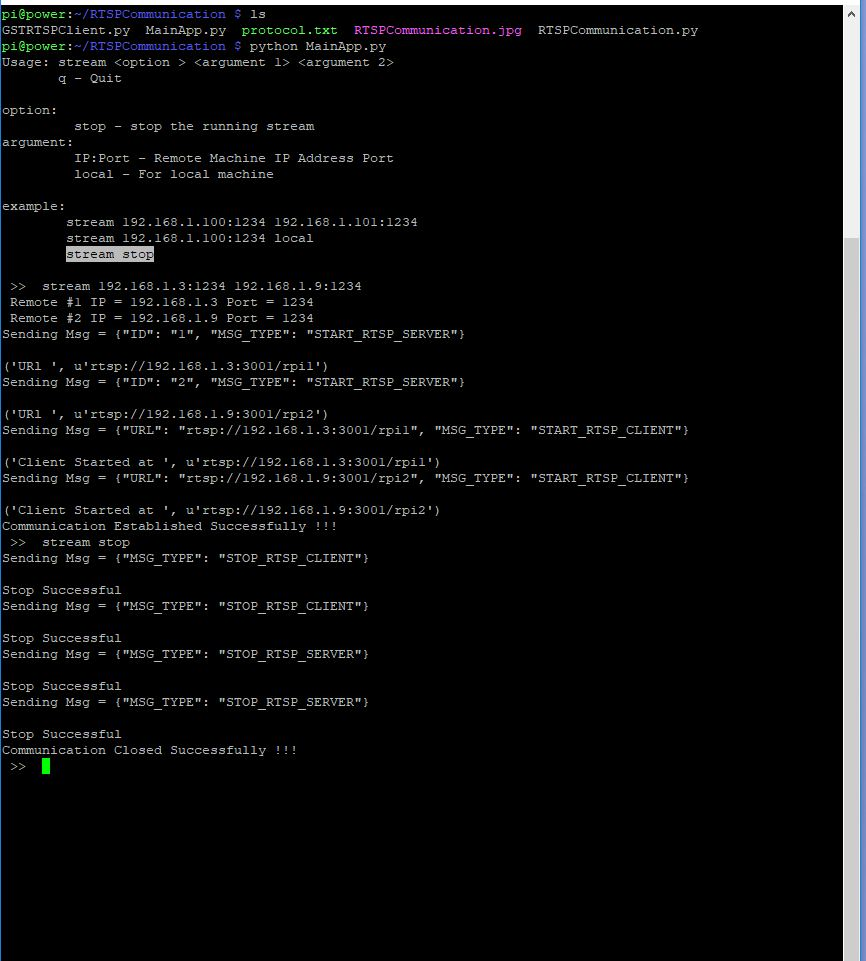 pi@power:~/RTSPCommunication $ ls
GSTRTSPClient.py  MainApp.py  protocol.txt  RTSPCommunication.jpg  RTSPCommunication.py
pi@power:~/RTSPCommunication $ python MainApp.py
Usage: stream <option > <argument 1> <argument 2>
       q - Quit
option:
         stop - stop the running stream
argument:
         IP:Port - Remote Machine IP Address Port
         local - For local machine
example:
        stream 192.168.1.100:1234 192.168.1.101:1234
        stream 192.168.1.100:1234 local
        stream stop
 >>  stream 192.168.1.3:1234 192.168.1.9:1234
 Remote #1 IP = 192.168.1.3 Port = 1234
 Remote #2 IP = 192.168.1.9 Port = 1234
Sending Msg = {"ID": "1", "MSG_TYPE": "START_RTSP_SERVER"}
('URl ', u'rtsp://192.168.1.3:3001/rpi1')
Sending Msg = {"ID": "2", "MSG_TYPE": "START_RTSP_SERVER"}
('URl ', u'rtsp://192.168.1.9:3001/rpi2')
Sending Msg = {"URL": "rtsp://192.168.1.3:3001/rpi1", "MSG_TYPE": "START_RTSP_CLIENT"}
('Client Started at ', u'rtsp://192.168.1.3:3001/rpi1')
Sending Msg = {"URL": "rtsp://192.168.1.9:3001/rpi2", "MSG_TYPE": "START_RTSP_CLIENT"}
('Client Started at ', u'rtsp://192.168.1.9:3001/rpi2')
Communication Established Successfully !!!
 >>  stream stop
Sending Msg = {"MSG_TYPE": "STOP_RTSP_CLIENT"}
Stop Successful
Sending Msg = {"MSG_TYPE": "STOP_RTSP_CLIENT"}
Stop Successful
Sending Msg = {"MSG_TYPE": "STOP_RTSP_SERVER"}
Stop Successful
Sending Msg = {"MSG_TYPE": "STOP_RTSP_SERVER"}
Stop Successful
Communication Closed Successfully !!!
 >>